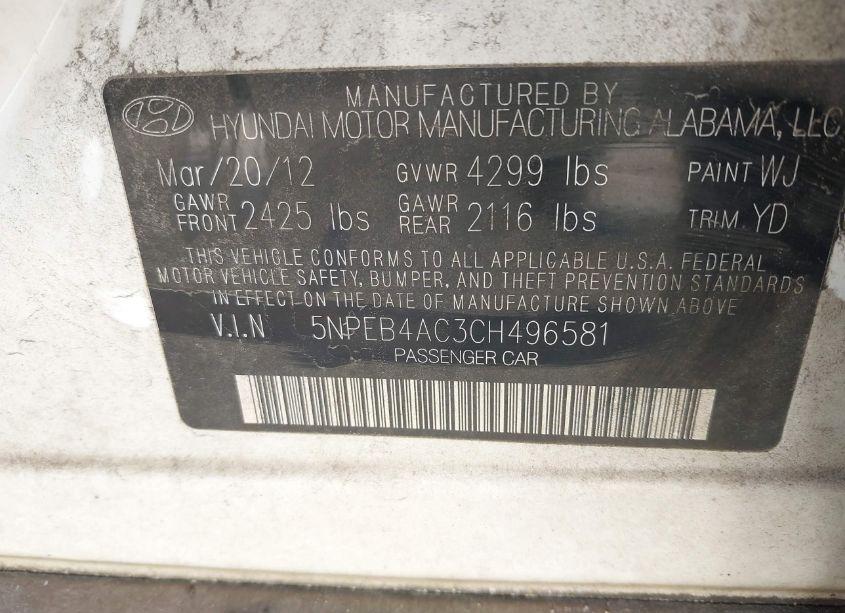 MANUFACTURED BY
HYUNDAI MOTOR MANUFACTURING ALABAMA, LLC
Mar/20/12 GVWR 4299 lbs PAINT WJ
GAWR FRONT 2425 lbs GAWR REAR 2116 lbs TRIM YD
THIS VEHICLE CONFORMS TO ALL APPLICABLE U.S.A. FEDERAL
MOTOR VEHICLE SAFETY, BUMPER, AND THEFT PREVENTION STANDARDS
IN EFFECT ON THE DATE OF MANUFACTURE SHOWN ABOVE
V.I.N 5NPEB4AC3CH496581
PASSENGER CAR